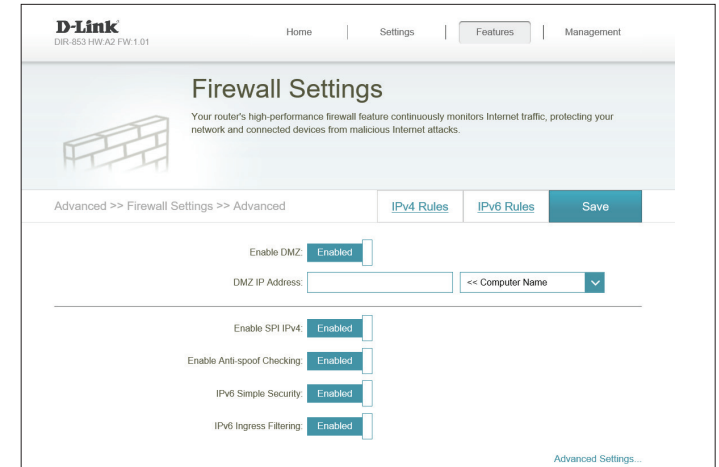 D-Link
DIR-853 HW:A2 FW:1.01
Home
Settings
Features
Management
Firewall Settings
Your router's high-performance firewall feature continuously monitors Internet traffic, protecting your
network and connected devices from malicious Internet attacks.
Advanced >> Firewall Settings >> Advanced
IPv4 Rules
IPv6 Rules
Save
Enable DMZ: Enabled
DMZ IP Address: << Computer Name
Enable SPI IPv4: Enabled
Enable Anti-spoof Checking: Enabled
IPv6 Simple Security: Enabled
IPv6 Ingress Filtering: Enabled
Advanced Settings...